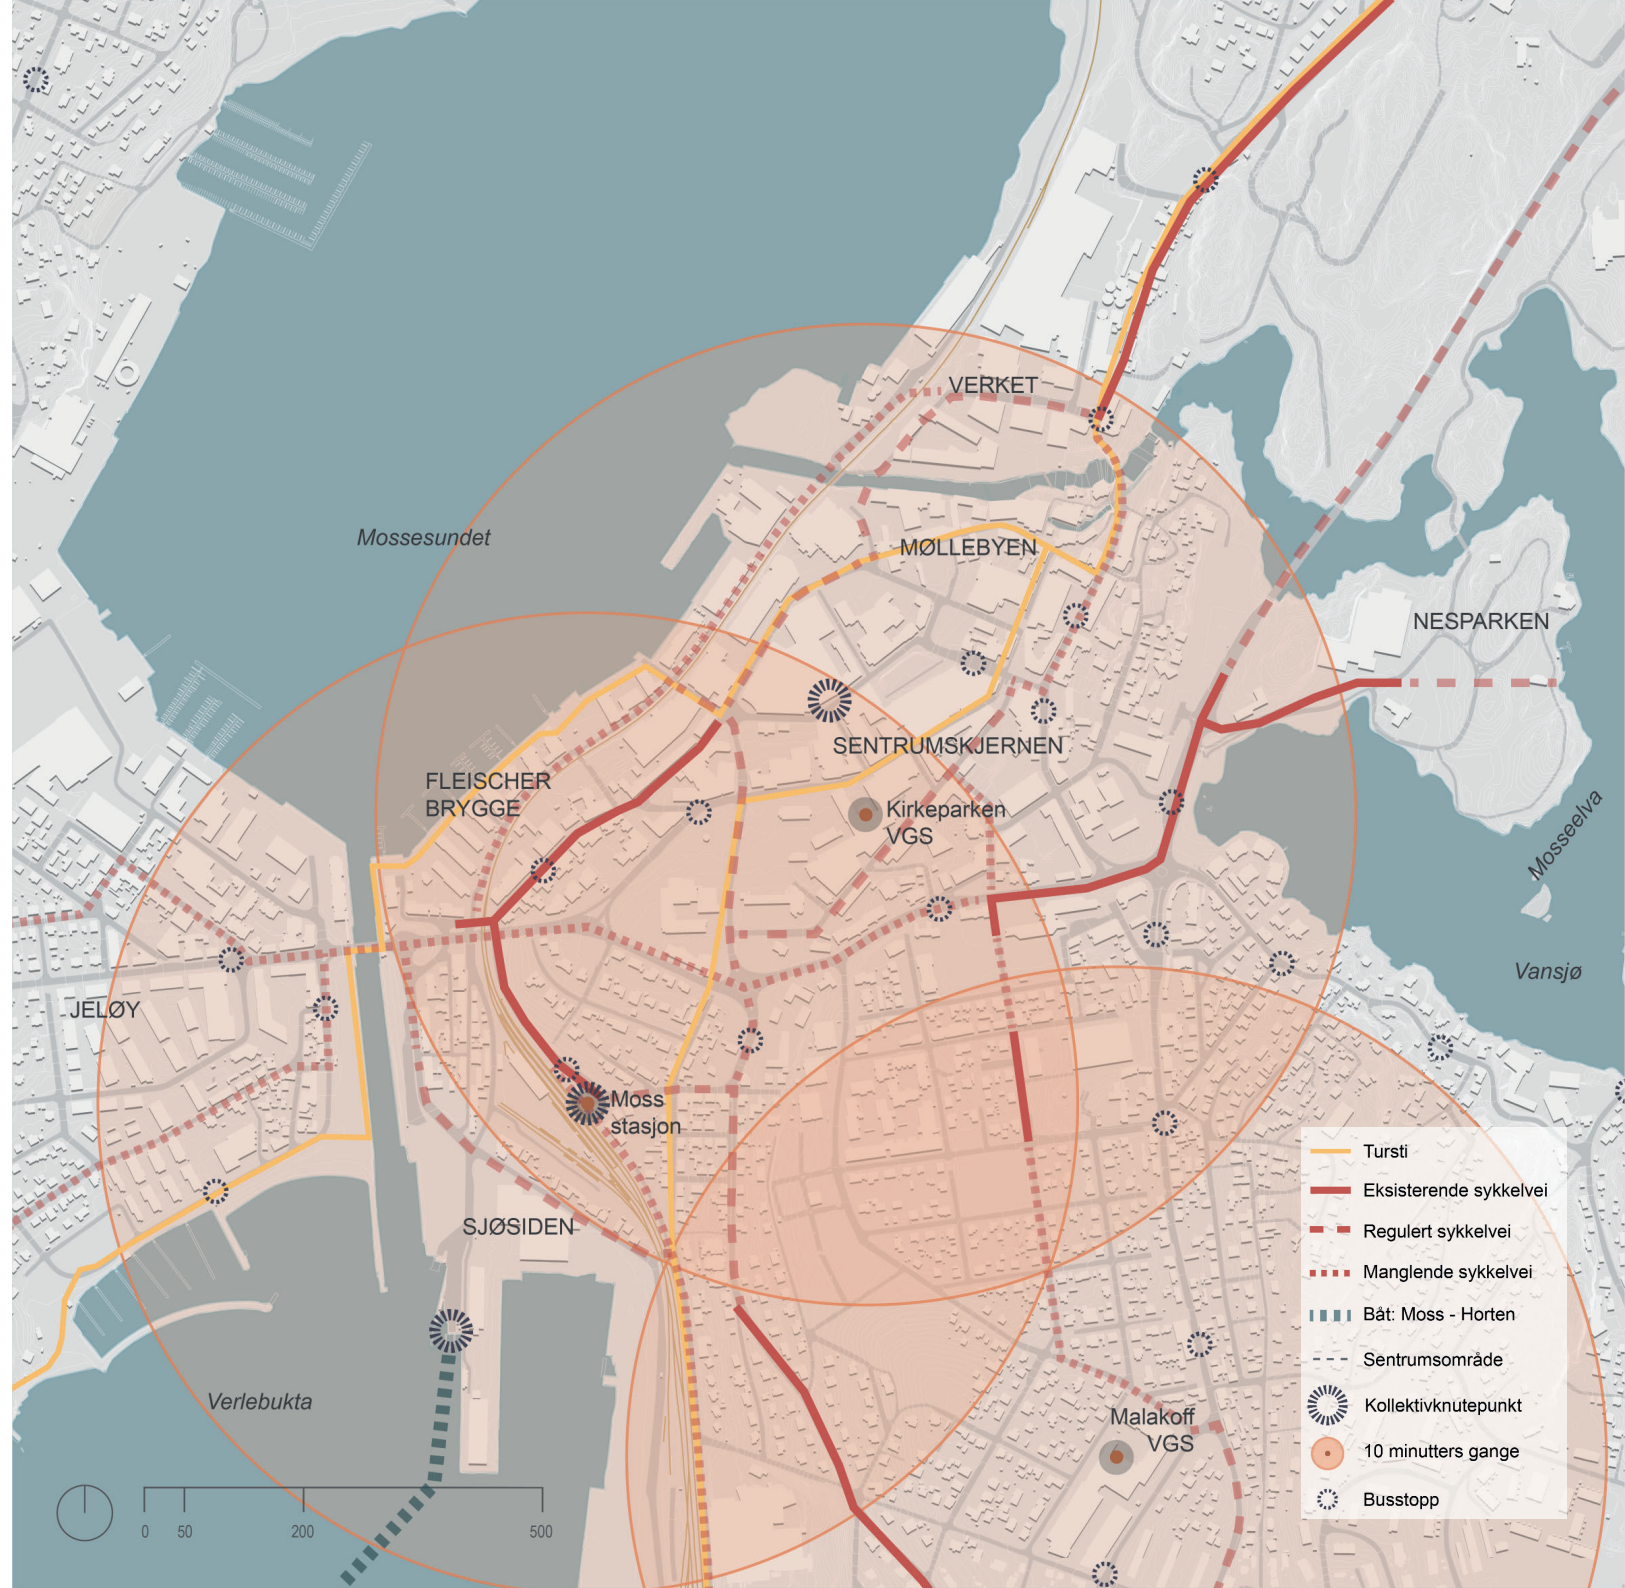 VERKET
Mossesundet
MØLLEBYEN
NESPARKEN
SENTRUMSKJERNEN
FLEISCHER
BRYGGE
Kirkeparken
VGS
Mosseelva
Vansjø
JELØY
Moss
stasjon
SJØSIDEN
Verlebukta
Malakoff
VGS
0 50 200 500
Tursti
Eksisterende sykkelvei
Regulert sykkelvei
Manglende sykkelvei
Båt: Moss - Horten
Sentrumsområde
Kollektivknutepunkt
10 minutters gange
Busstopp